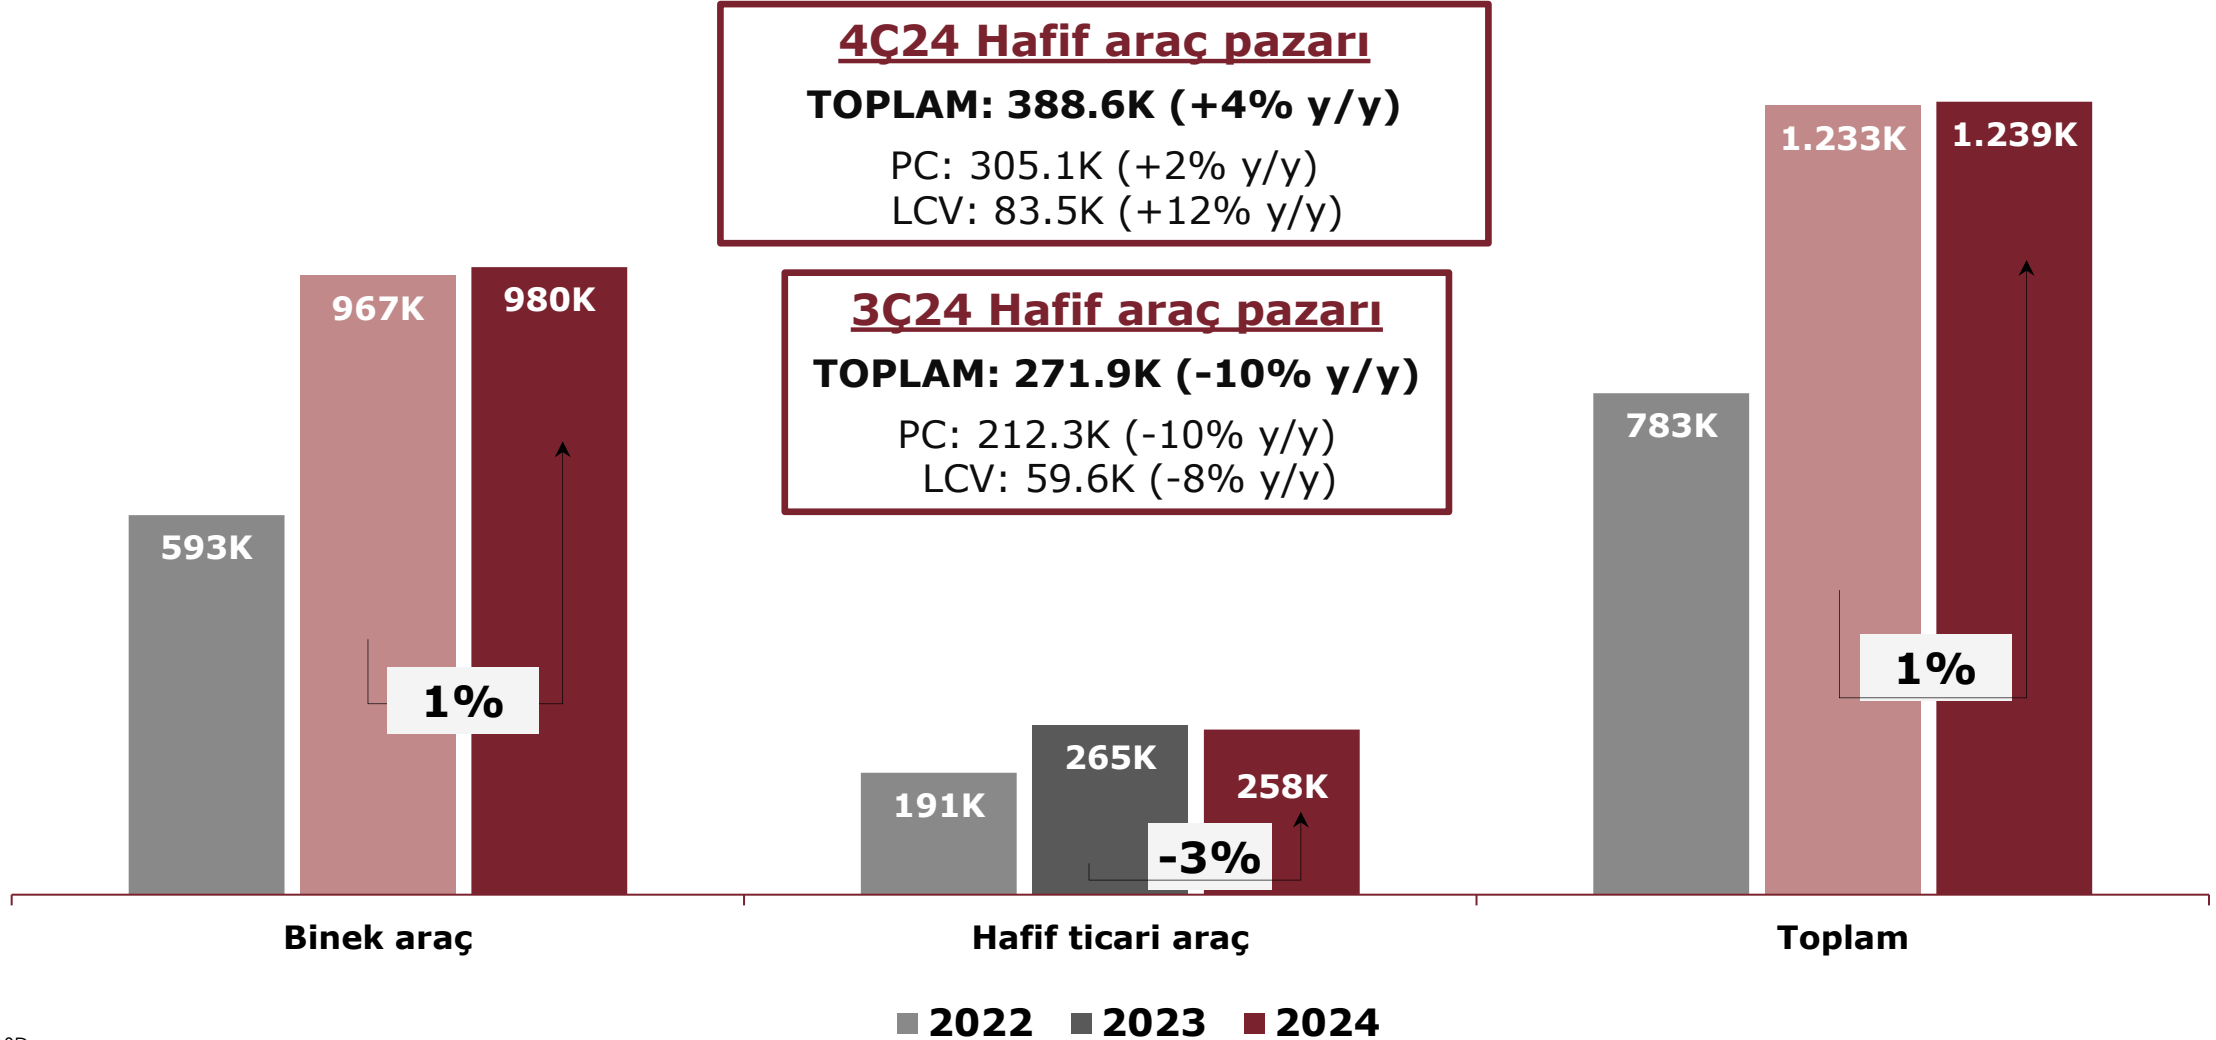 4Ç24 Hafif araç pazarı
TOPLAM: 388.6K (+4% y/y)
PC: 305.1K (+2% y/y)
LCV: 83.5K (+12% y/y)
3Ç24 Hafif araç pazarı
TOPLAM: 271.9K (-10% y/y)
PC: 212.3K (-10% y/y)
LCV: 59.6K (-8% y/y)
593K
967K
980K
1%
191K
265K
258K
-3%
783K
1.233K
1.239K
1%
Binek araç
Hafif ticari araç
Toplam
2022
2023
2024